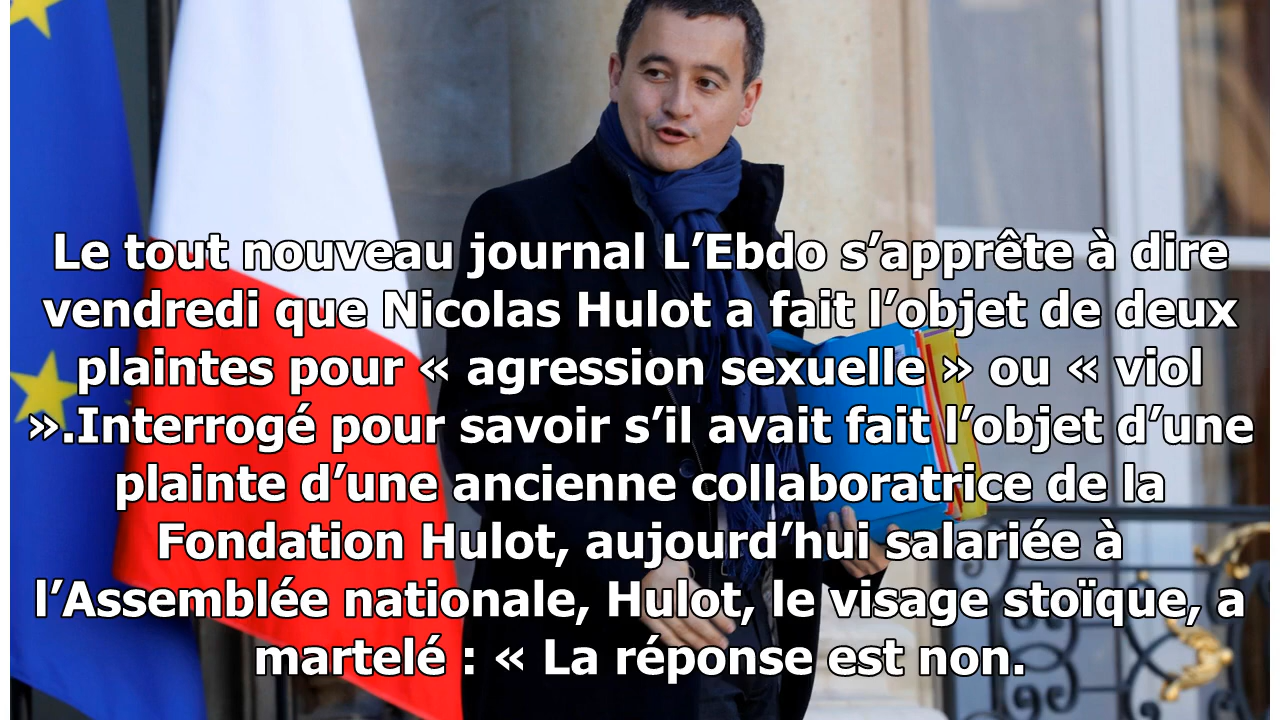 Le tout nouveau journal L’Ebdo s’apprête à dire
vendredi que Nicolas Hulot a fait l’objet de deux
plaintes pour « agression sexuelle » ou « viol
».Interrogé pour savoir s’il avait fait l’objet d’une
plainte d’une ancienne collaboratrice de la
Fondation Hulot, aujourd’hui salariée à
l’Assemblée nationale, Hulot, le visage stoïque, a
martelé : « La réponse est non.